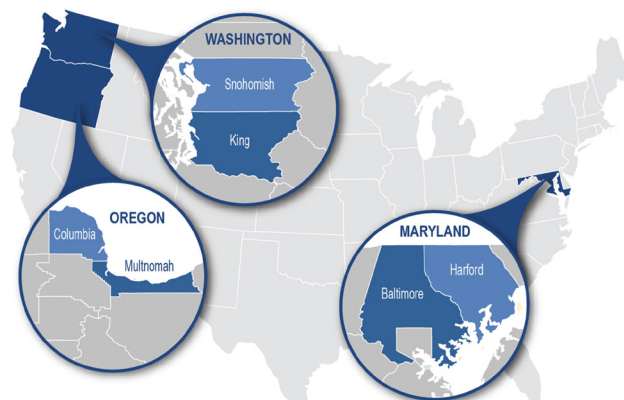 WASHINGTON
Snohomish
King
OREGON
Columbia
Multnomah
MARYLAND
Harford
Baltimore